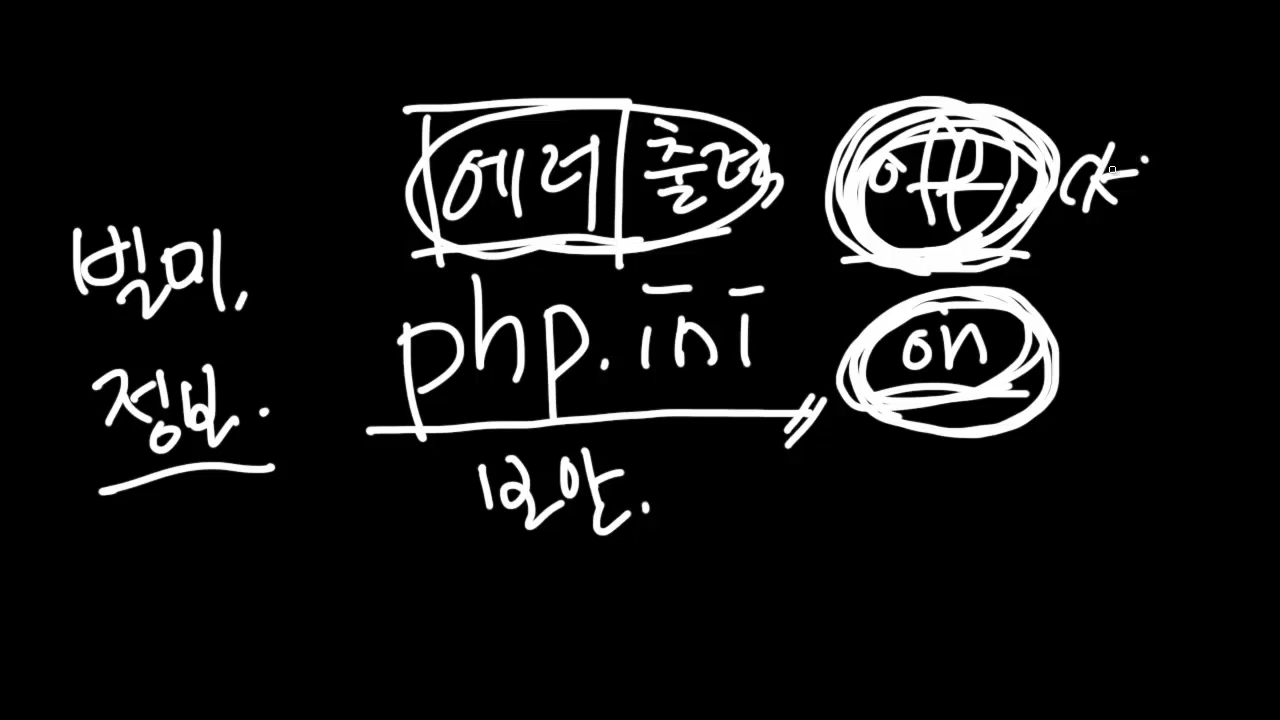 에러 출력 off
빌미,
php.ini on
정보.
보안.